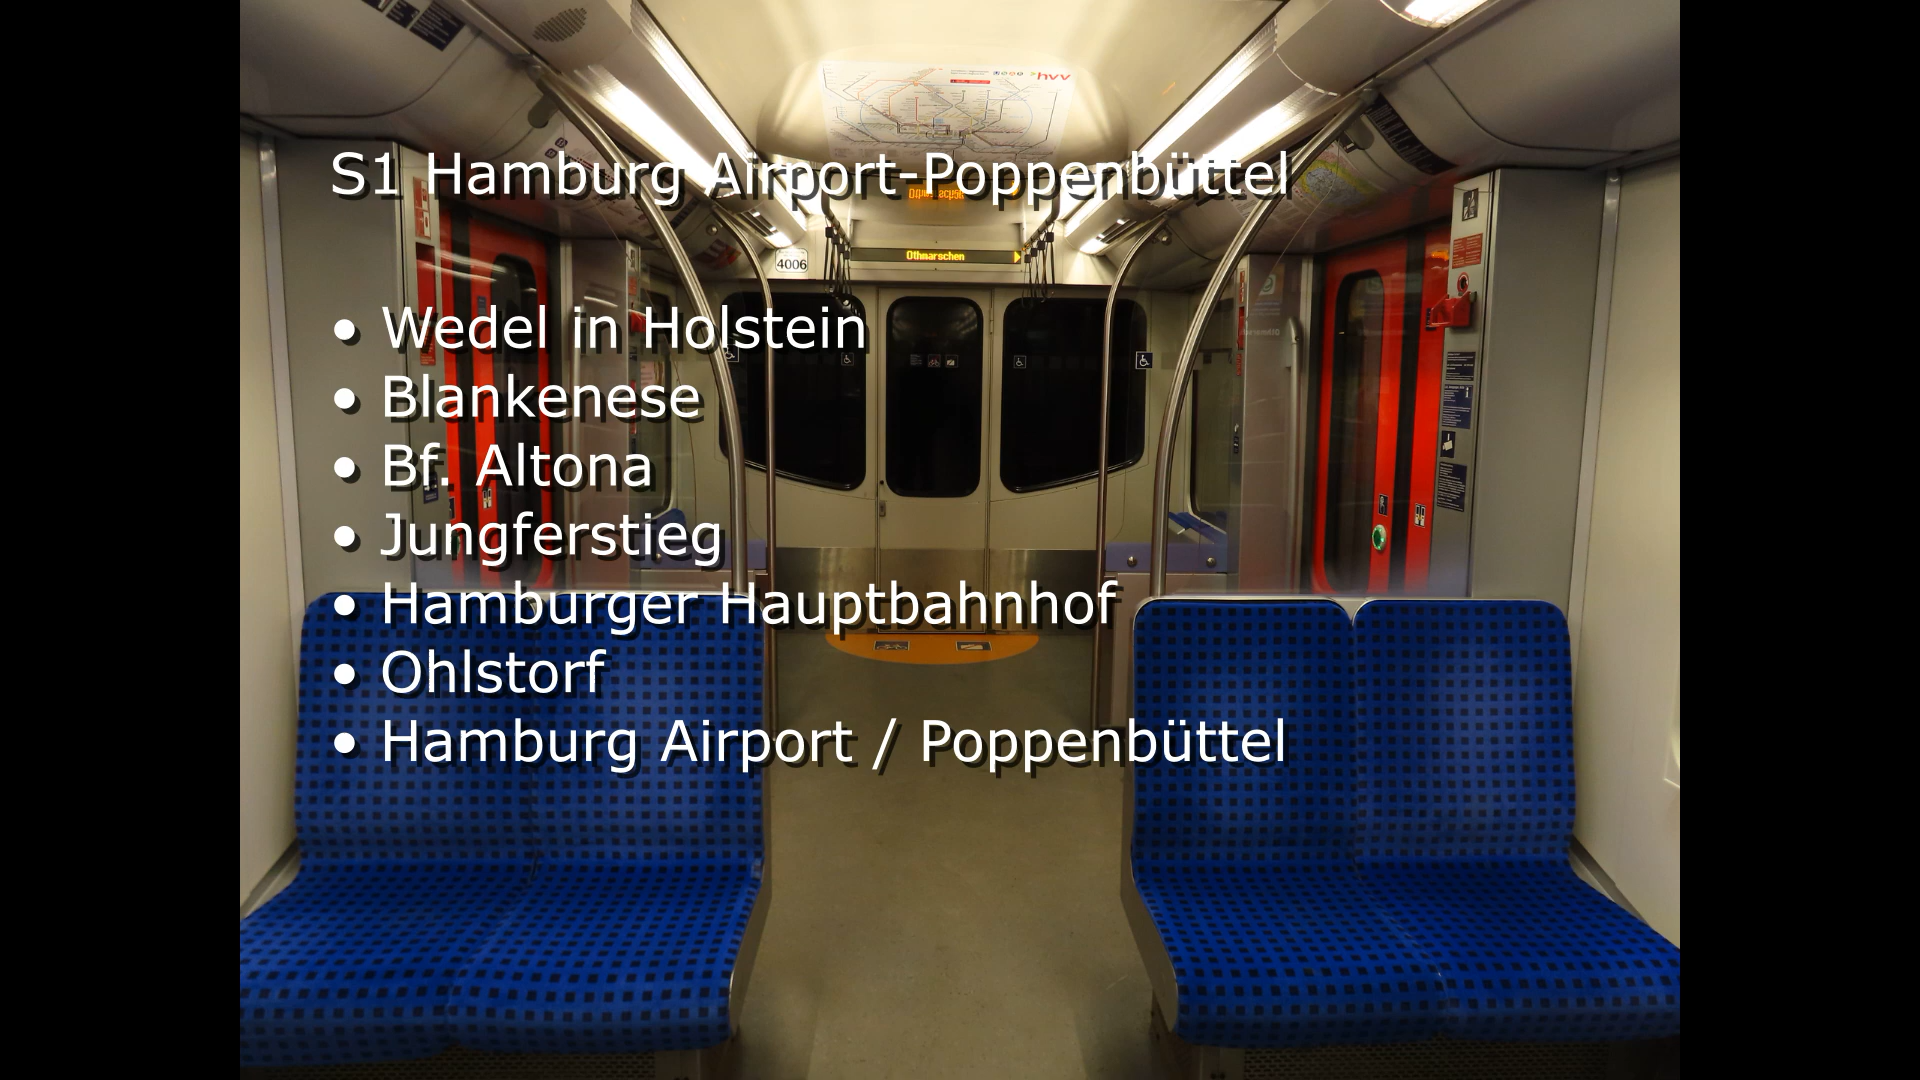 hvv
S1 Hamburg Airport-Poppenbüttel
Othmarschen
4006
• Wedel in Holstein
• Blankenese
• Bf. Altona
• Jungferstieg
• Hamburger Hauptbahnhof
• Ohlstorf
• Hamburg Airport / Poppenbüttel